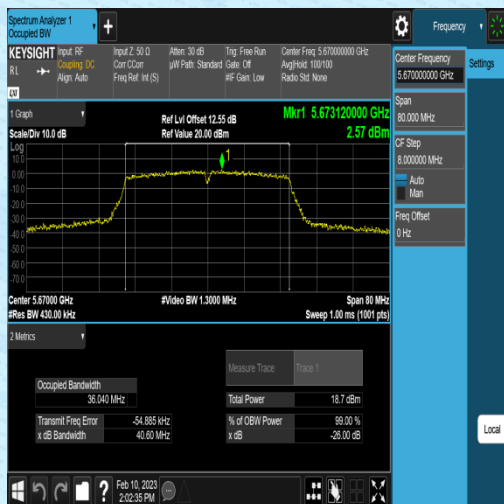 Spectrum Analyzer 1
Occupied BW
Frequency
KEYSIGHT
Input: RF
Coupling: DC
Align: Auto
Input Z: 50 Ω
Corr CCorr
Freq Ref: Int (S)
Atten: 30 dB
µW Path: Standard
Trig: Free Run
Gate: Off
#IF Gain: Low
Center Freq: 5.670000000 GHz
Avg|Hold: 100/100
Radio Std: None
R L
LXI
1 Graph
Scale/Div 10.0 dB
Ref Lvl Offset 12.55 dB
Ref Value 20.00 dBm
Mkr1 5.673120000 GHz
2.57 dBm
Log
10.0
0.00
-10.0
-20.0
-30.0
-40.0
-50.0
-60.0
-70.0
1
Center 5.67000 GHz
#Res BW 430.00 kHz
#Video BW 1.3000 MHz
Span 80 MHz
Sweep 1.00 ms (1001 pts)
2 Metrics
Measure Trace
Trace 1
Occupied Bandwidth
36.040 MHz
Total Power
18.7 dBm
Transmit Freq Error
-54.885 kHz
% of OBW Power
99.00 %
x dB Bandwidth
40.60 MHz
x dB
-26.00 dB
Feb 10, 2023
2:02:35 PM
Center Frequency
5.670000000 GHz
Settings
Span
80.000 MHz
CF Step
8.000000 MHz
Auto
Man
Freq Offset
0 Hz
Local